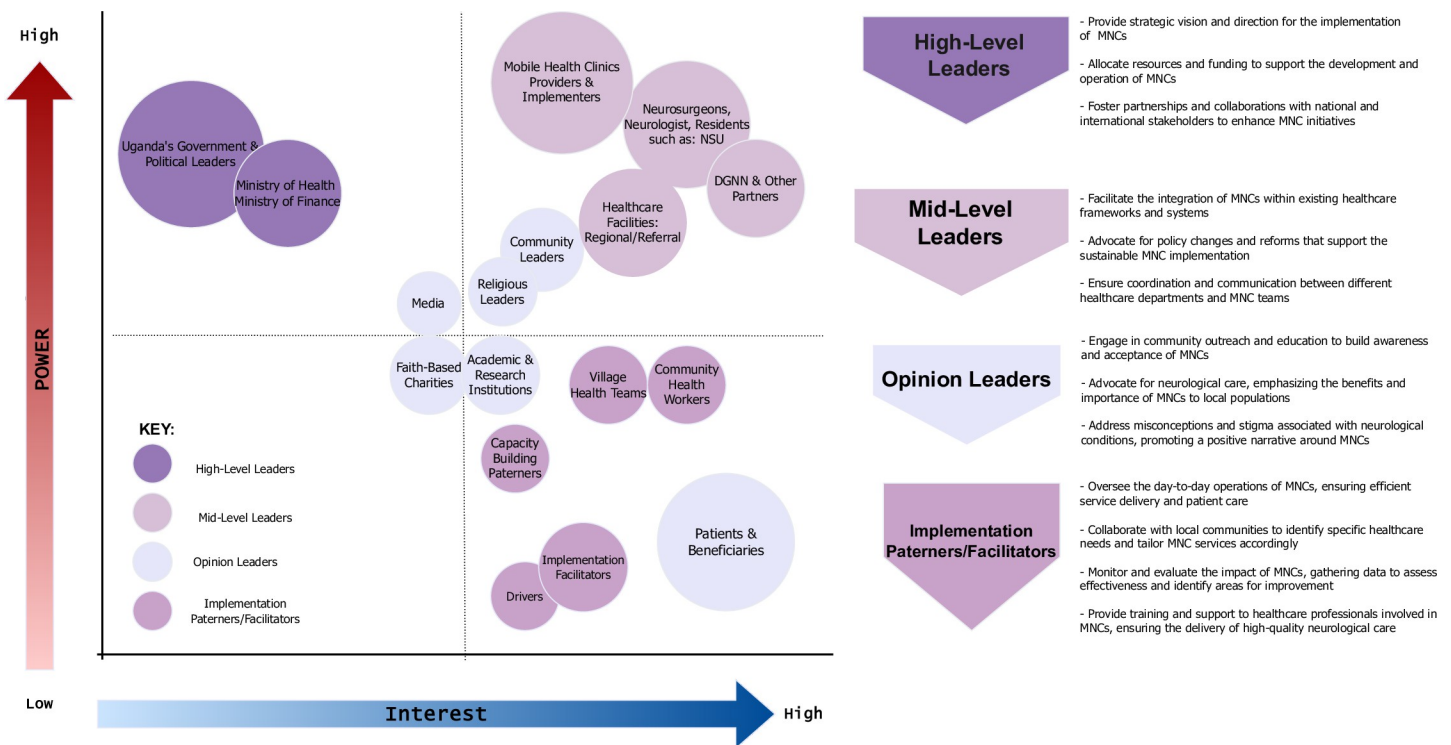 High
POWER
Low
Interest
High
Uganda's Government &
Political Leaders
Ministry of Health
Ministry of Finance
Mobile Health Clinics
Providers &
Implementers
Neurosurgeons,
Neurologist, Residents
such as: NSU
DGNN & Other
Partners
Healthcare
Facilities:
Regional/Referral
Community
Leaders
Religious
Leaders
Media
Faith-Based
Charities
Academic &
Research
Institutions
Village
Health Teams
Community
Health
Workers
Capacity
Building
Paterners
Patients &
Beneficiaries
Implementation
Facilitators
Drivers
KEY:
High-Level Leaders
Mid-Level Leaders
Opinion Leaders
Implementation
Paterners/Facilitators
High-Level
Leaders
- Provide strategic vision and direction for the implementation
of MNCs
- Allocate resources and funding to support the development and
operation of MNCs
- Foster partnerships and collaborations with national and
international stakeholders to enhance MNC initiatives
Mid-Level
Leaders
- Facilitate the integration of MNCs within existing healthcare
frameworks and systems
- Advocate for policy changes and reforms that support the
sustainable MNC implementation
- Ensure coordination and communication between different
healthcare departments and MNC teams
Opinion Leaders
- Engage in community outreach and education to build awareness
and acceptance of MNCs
- Advocate for neurological care, emphasizing the benefits and
importance of MNCs to local populations
- Address misconceptions and stigma associated with neurological
conditions, promoting a positive narrative around MNCs
Implementation
Paterners/Facilitators
- Oversee the day-to-day operations of MNCs, ensuring efficient
service delivery and patient care
- Collaborate with local communities to identify specific healthcare
needs and tailor MNC services accordingly
- Monitor and evaluate the impact of MNCs, gathering data to assess
effectiveness and identify areas for improvement
- Provide training and support to healthcare professionals involved in
MNCs, ensuring the delivery of high-quality neurological care